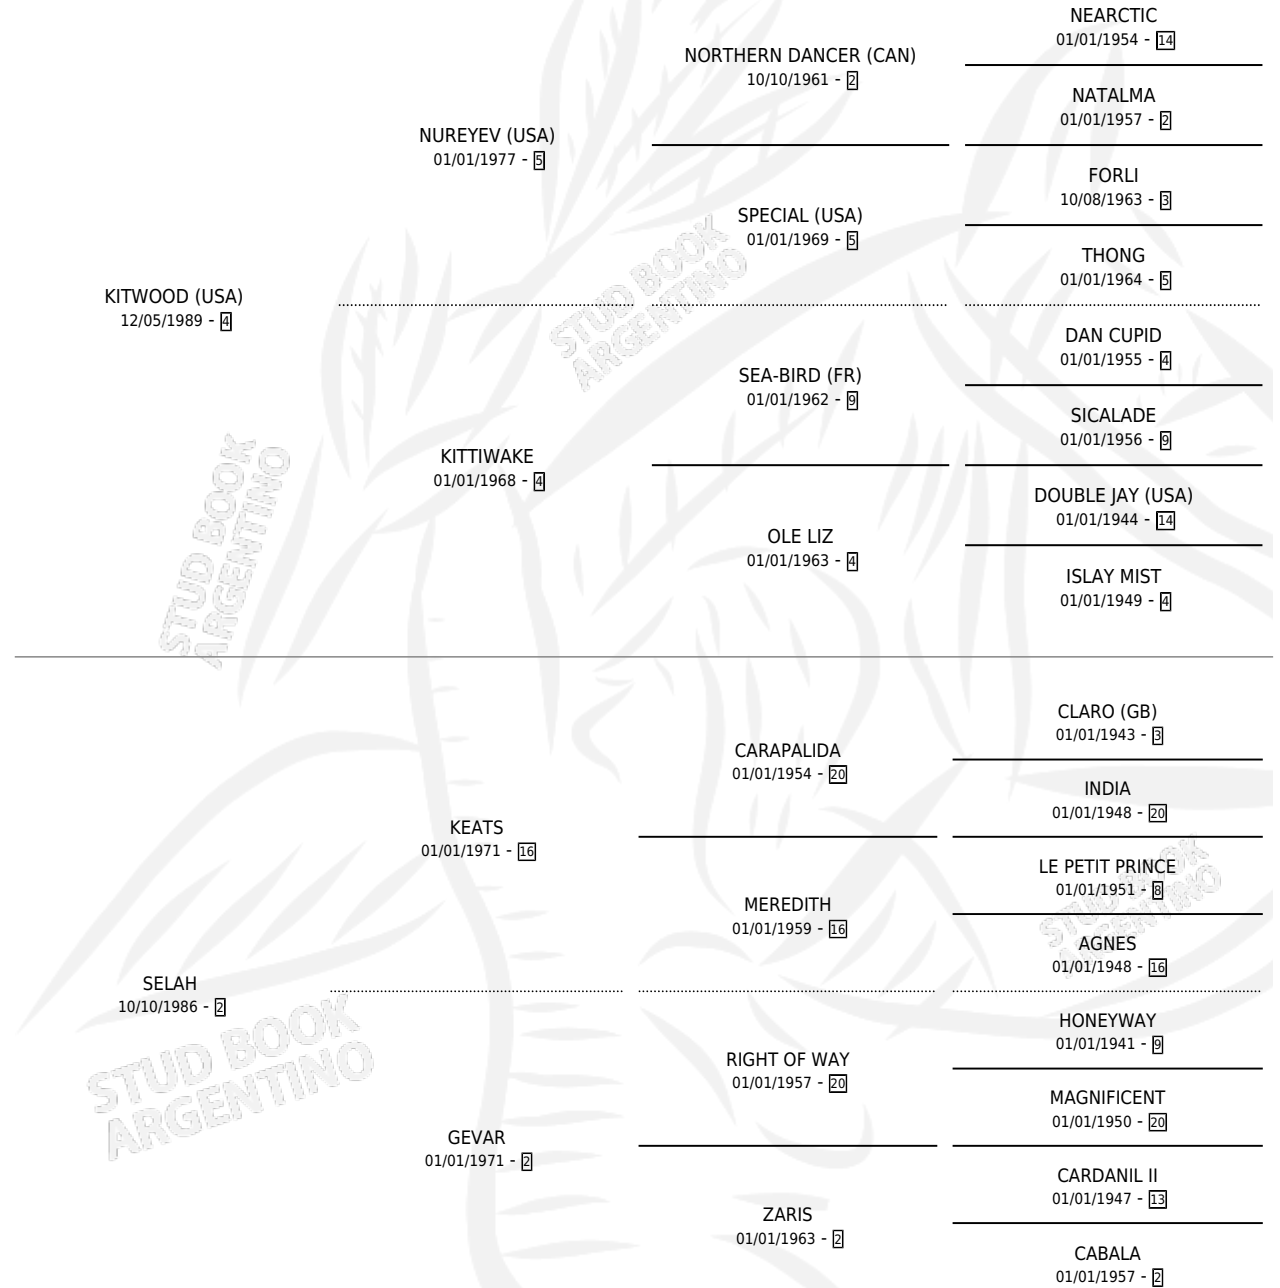 NEARCTIC
01/01/1954 - 14
NORTHERN DANCER (CAN)
10/10/1961 - 2
NATALMA
01/01/1957 - 2
NUREYEV (USA)
01/01/1977 - 5
FORLI
10/08/1963 - 3
SPECIAL (USA)
01/01/1969 - 5
THONG
01/01/1964 - 5
KITWOOD (USA)
12/05/1989 - 4
DAN CUPID
01/01/1955 - 4
SEA-BIRD (FR)
01/01/1962 - 9
SICALADE
01/01/1956 - 9
KITTIWAKE
01/01/1968 - 4
DOUBLE JAY (USA)
01/01/1944 - 14
OLE LIZ
01/01/1963 - 4
ISLAY MIST
01/01/1949 - 4
CLARO (GB)
01/01/1943 - 3
CARAPALIDA
01/01/1954 - 20
INDIA
01/01/1948 - 20
KEATS
01/01/1971 - 16
LE PETIT PRINCE
01/01/1951 - 8
MEREDITH
01/01/1959 - 16
AGNES
01/01/1948 - 16
SELAH
10/10/1986 - 2
HONEYWAY
01/01/1941 - 9
RIGHT OF WAY
01/01/1957 - 20
MAGNIFICENT
01/01/1950 - 20
GEVAR
01/01/1971 - 2
CARDANIL II
01/01/1947 - 13
ZARIS
01/01/1963 - 2
CABALA
01/01/1957 - 2
STUD BOOK
ARGENTINO
STUD BOOK
ARGENTINO
STUD BOOK
ARGENTINO
STUD BOOK
ARGENTINO